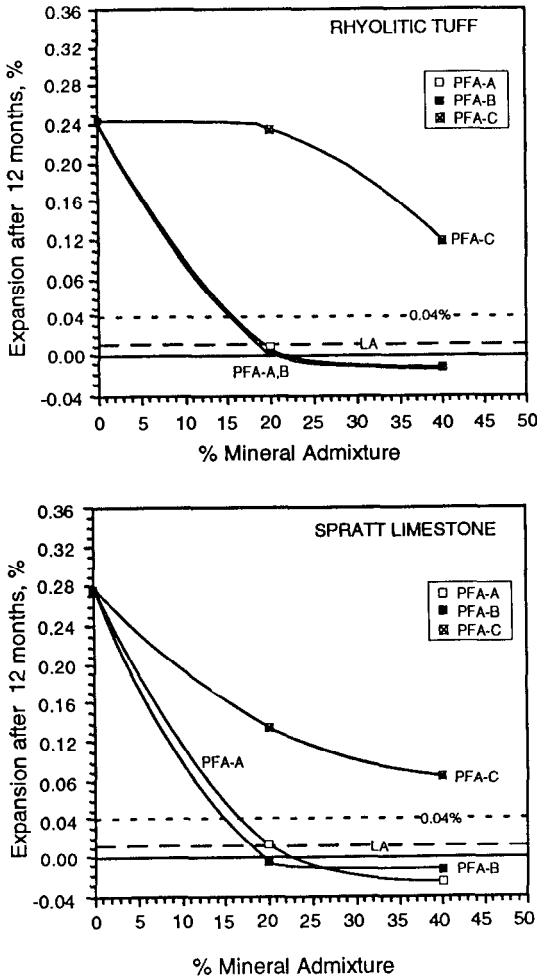 RHYOLITIC TUFF
Expansion after 12 months, %
0.36
0.32
0.28
0.24
0.20
0.16
0.12
0.06
0.04
0.00
-0.04
PFA-A
PFA-B
PFA-C
PFA-C
0.04%
LA
PFA-A,B
0 5 10 15 20 25 30 35 40 45 50
% Mineral Admixture
SPRATT LIMESTONE
Expansion after 12 months, %
0.36
0.32
0.28
0.24
0.20
0.16
0.12
0.06
0.04
0.00
-0.04
PFA-A
PFA-B
PFA-C
PFA-A
PFA-C
0.04%
LA
PFA-B
0 5 10 15 20 25 30 35 40 45 50
% Mineral Admixture